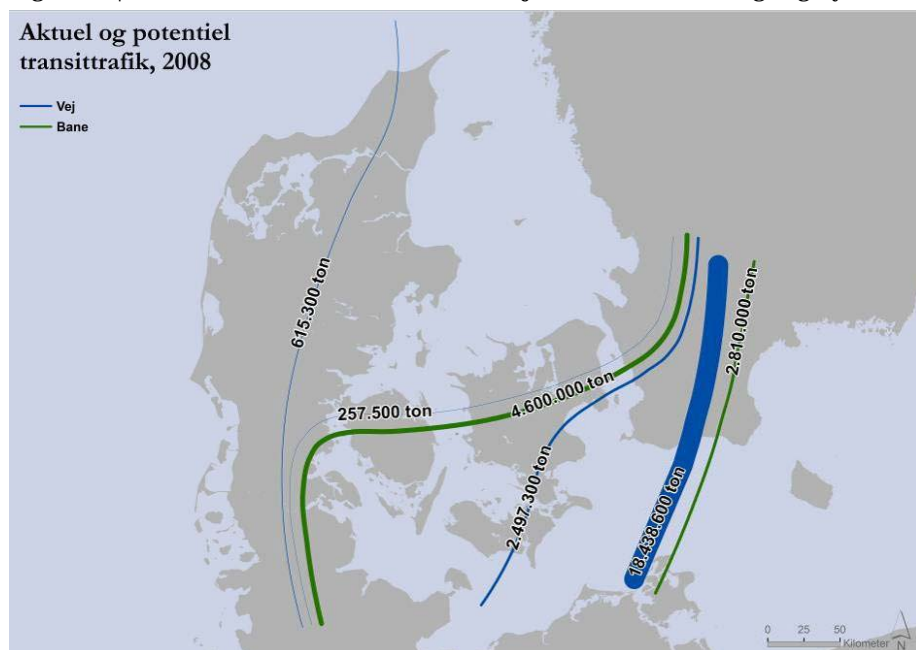 Aktuel og potentiel
transittrafik, 2008
Vej
Bane
615.300 ton
257.500 ton
4.600.000 ton
2.497.300 ton
18.438.600 ton
2.810.000 ton
0 25 50
Kilometer
N